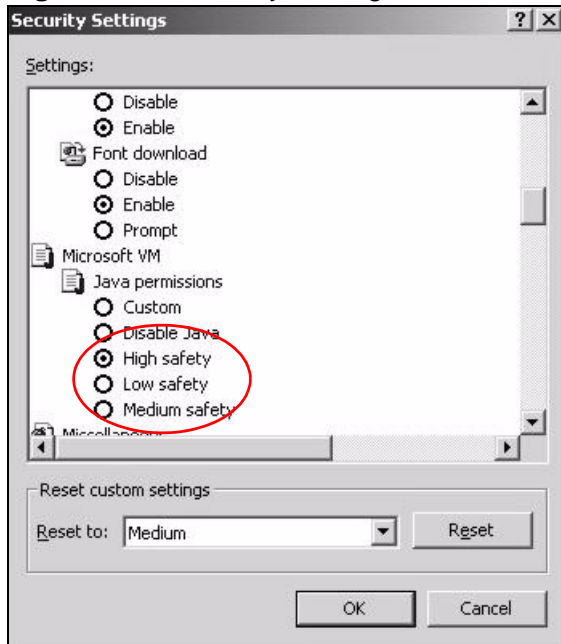 Security Settings
Settings:
Disable
Enable
Font download
Disable
Enable
Prompt
Microsoft VM
Java permissions
Custom
Disable Java
High safety
Low safety
Medium safety
Miscellaneous
Reset custom settings
Reset to: Medium Reset
OK Cancel